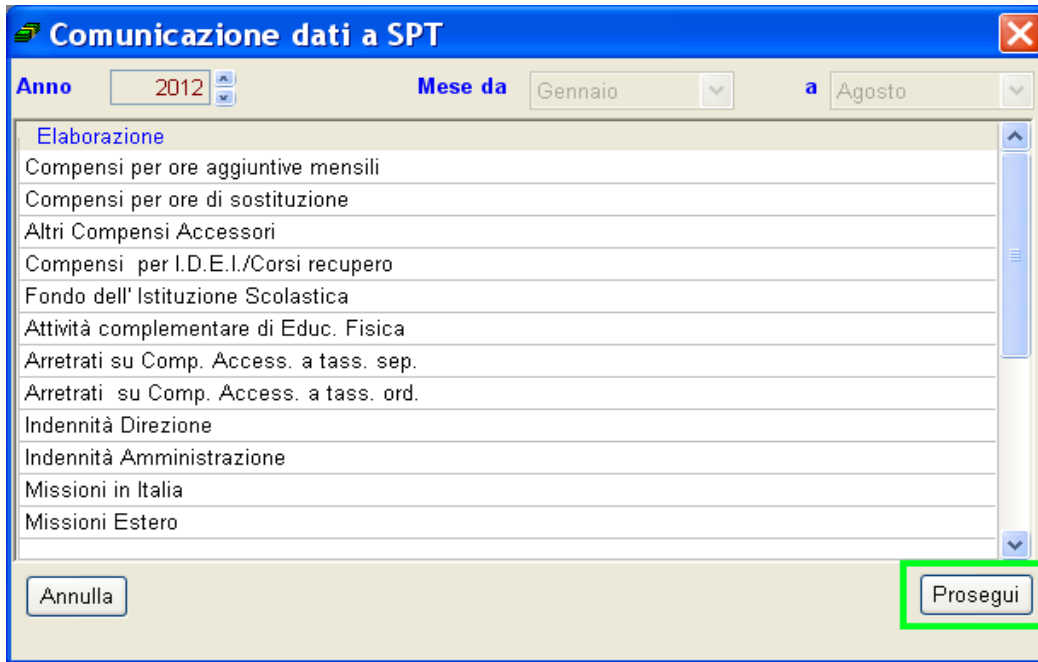 Comunicazione dati a SPT
Anno 2012 Mese da Gennaio a Agosto
Elaborazione
Compensi per ore aggiuntive mensili
Compensi per ore di sostituzione
Altri Compensi Accessori
Compensi  per I.D.E.I./Corsi recupero
Fondo dell' Istituzione Scolastica
Attività complementare di Educ. Fisica
Arretrati su Comp. Access. a tass. sep.
Arretrati  su Comp. Access. a tass. ord.
Indennità Direzione
Indennità Amministrazione
Missioni in Italia
Missioni Estero
Annulla Prosegui